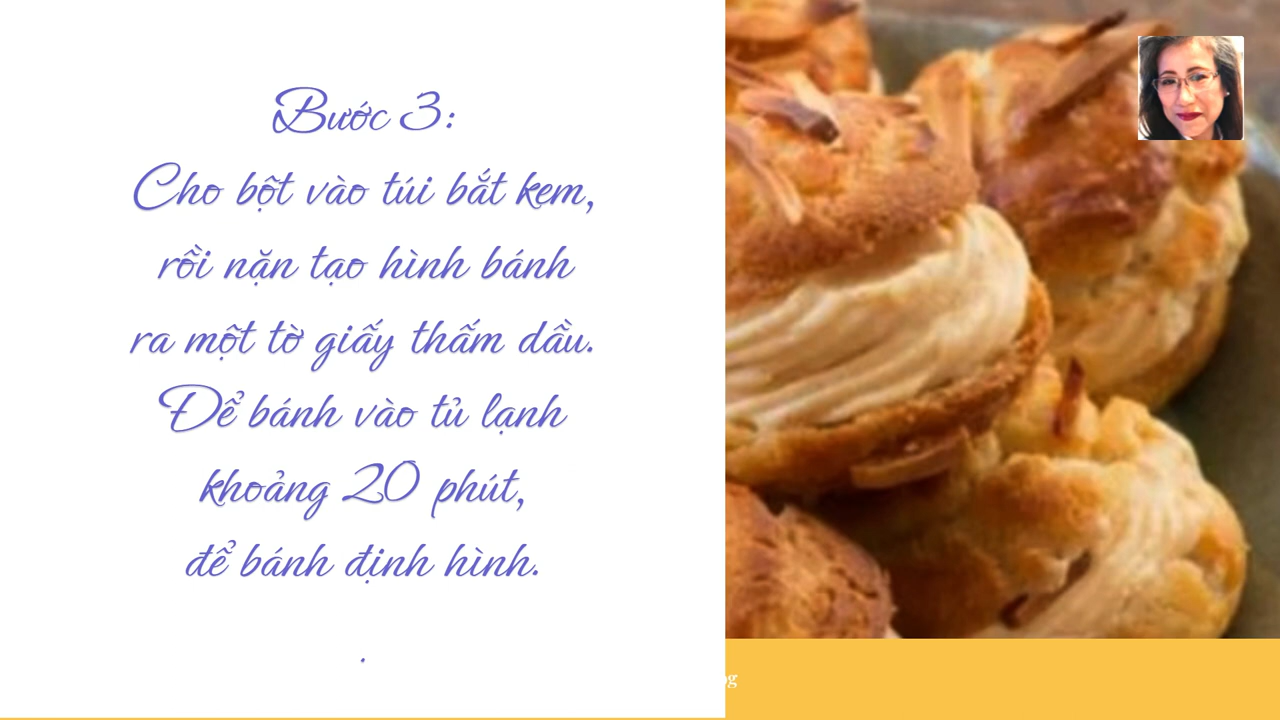 Bước 3:
Cho bột vào túi bắt kem,
rồi nặn tạo hình bánh
ra một tờ giấy thấm dầu.
Để bánh vào tủ lạnh
khoảng 20 phút,
để bánh định hình.
.